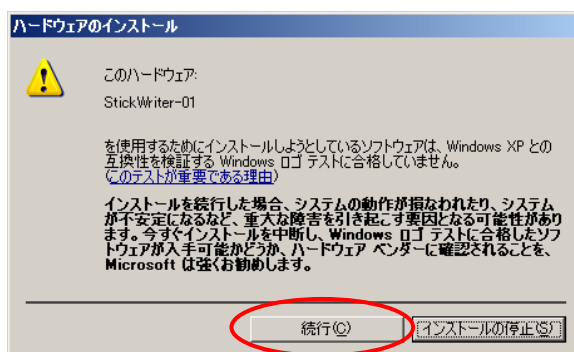 ハードウェアのインストール
このハードウェア:
StickWriter-01
を使用するためにインストールしようとしているソフトウェアは、Windows XP との
互換性を検証する Windows ロゴ テストに合格していません。
(このテストが重要である理由)
インストールを続行した場合、システムの動作が損なわれたり、システム
が不安定になるなど、重大な障害を引き起こす要因となる可能性があり
ます。今すぐインストールを中断し、Windows ロゴ テストに合格したソフ
トウェアが入手可能かどうか、ハードウェア ベンダーに確認されることを、
Microsoft は強くお勧めします。
続行(C)
インストールの停止(S)